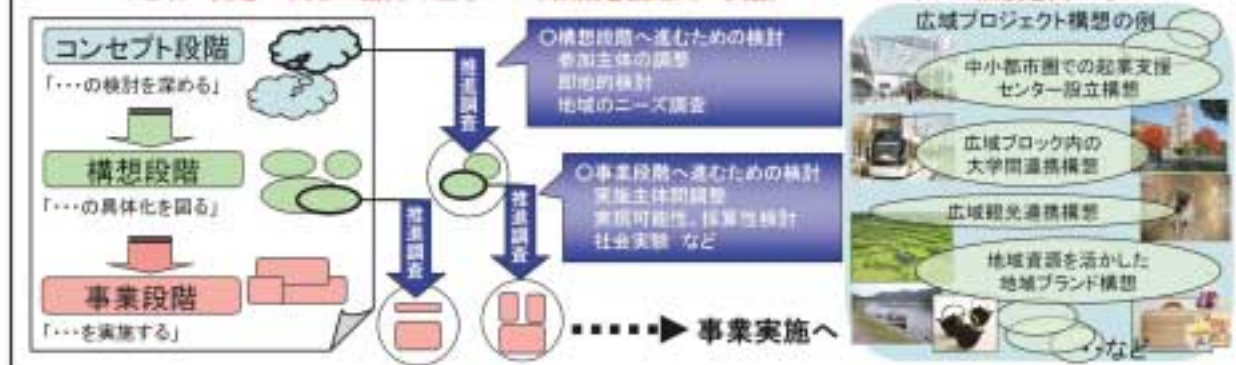 コンセプト段階
「・・・の検討を深める」
構想段階
「・・・の具体化を図る」
事業段階
「・・・を実施する」
推進調査
○構想段階へ進むための検討
参加主体の調整
即地的検討
地域のニーズ調査
推進調査
推進調査
○事業段階へ進むための検討
実施主体間調整
実現可能性、採算性検討
社会実験 など
事業実施へ
広域プロジェクト構想の例
中小都市圏での起業支援
センター設立構想
広域ブロック内の
大学間連携構想
広域観光連携構想
地域資源を活かした
地域ブランド構想
・・など